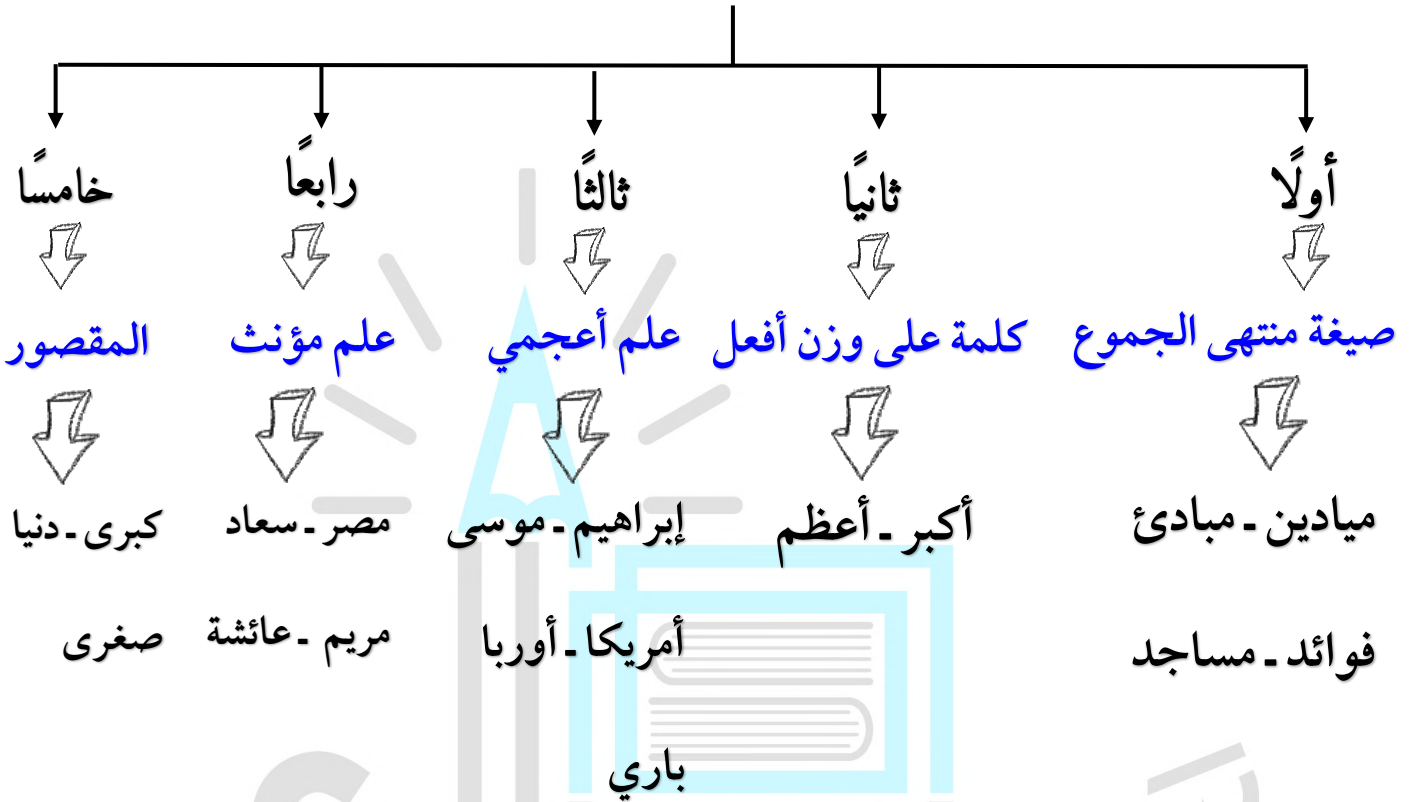 أولًا ثانيًا ثالثًا رابعًا خامسًا
صيغة منتهى الجموع كلمة على وزن أفعل علم أعجمي علم مؤنث المقصور
ميادين ـ مبادئ أكبر ـ أعظم إبراهيم ـ موسى مصر ـ سعاد كبرى ـ دنيا
فوائد ـ مساجد أمريكا ـ أوربا مريم ـ عائشة صغرى
باري